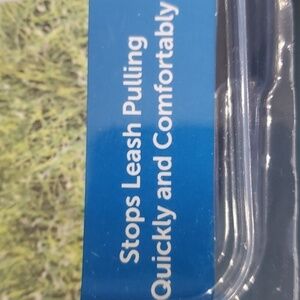 Stops Leash Pulling
Quickly and Comfortably